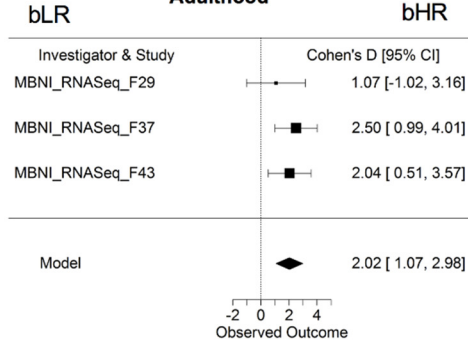 Adulthood
bLR bHR
Investigator & Study Cohen's D [95% CI]
MBNI_RNASeq_F29 1.07 [-1.02, 3.16]
MBNI_RNASeq_F37 2.50 [ 0.99, 4.01]
MBNI_RNASeq_F43 2.04 [ 0.51, 3.57]
Model 2.02 [ 1.07, 2.98]
-2 0 2 4
Observed Outcome